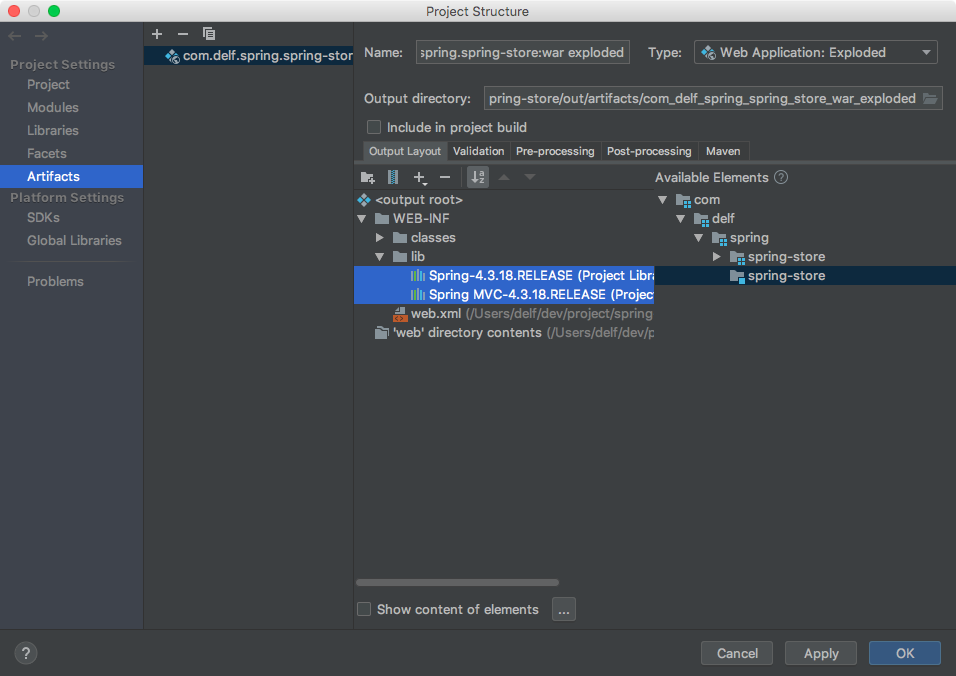 Project Structure
Project Settings
Project
Modules
Libraries
Facets
Artifacts
Platform Settings
SDKs
Global Libraries
Problems
com.delf.spring.spring-stor
Name: spring.spring-store:war exploded Type: Web Application: Exploded
Output directory: pring-store/out/artifacts/com_delf_spring_spring_store_war_exploded
Include in project build
Output Layout Validation Pre-processing Post-processing Maven
<output root>
WEB-INF
classes
lib
Spring-4.3.18.RELEASE (Project Libra
Spring MVC-4.3.18.RELEASE (Project
web.xml (/Users/delf/dev/project/spring
'web' directory contents (/Users/delf/dev/p
Available Elements ?
com
delf
spring
spring-store
spring-store
Show content of elements ...
? Cancel Apply OK